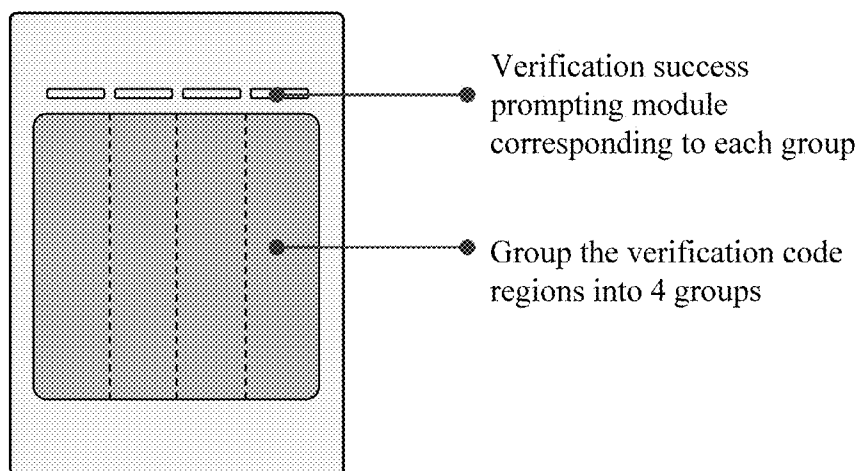 Verification success
prompting module
corresponding to each group
Group the verification code
regions into 4 groups